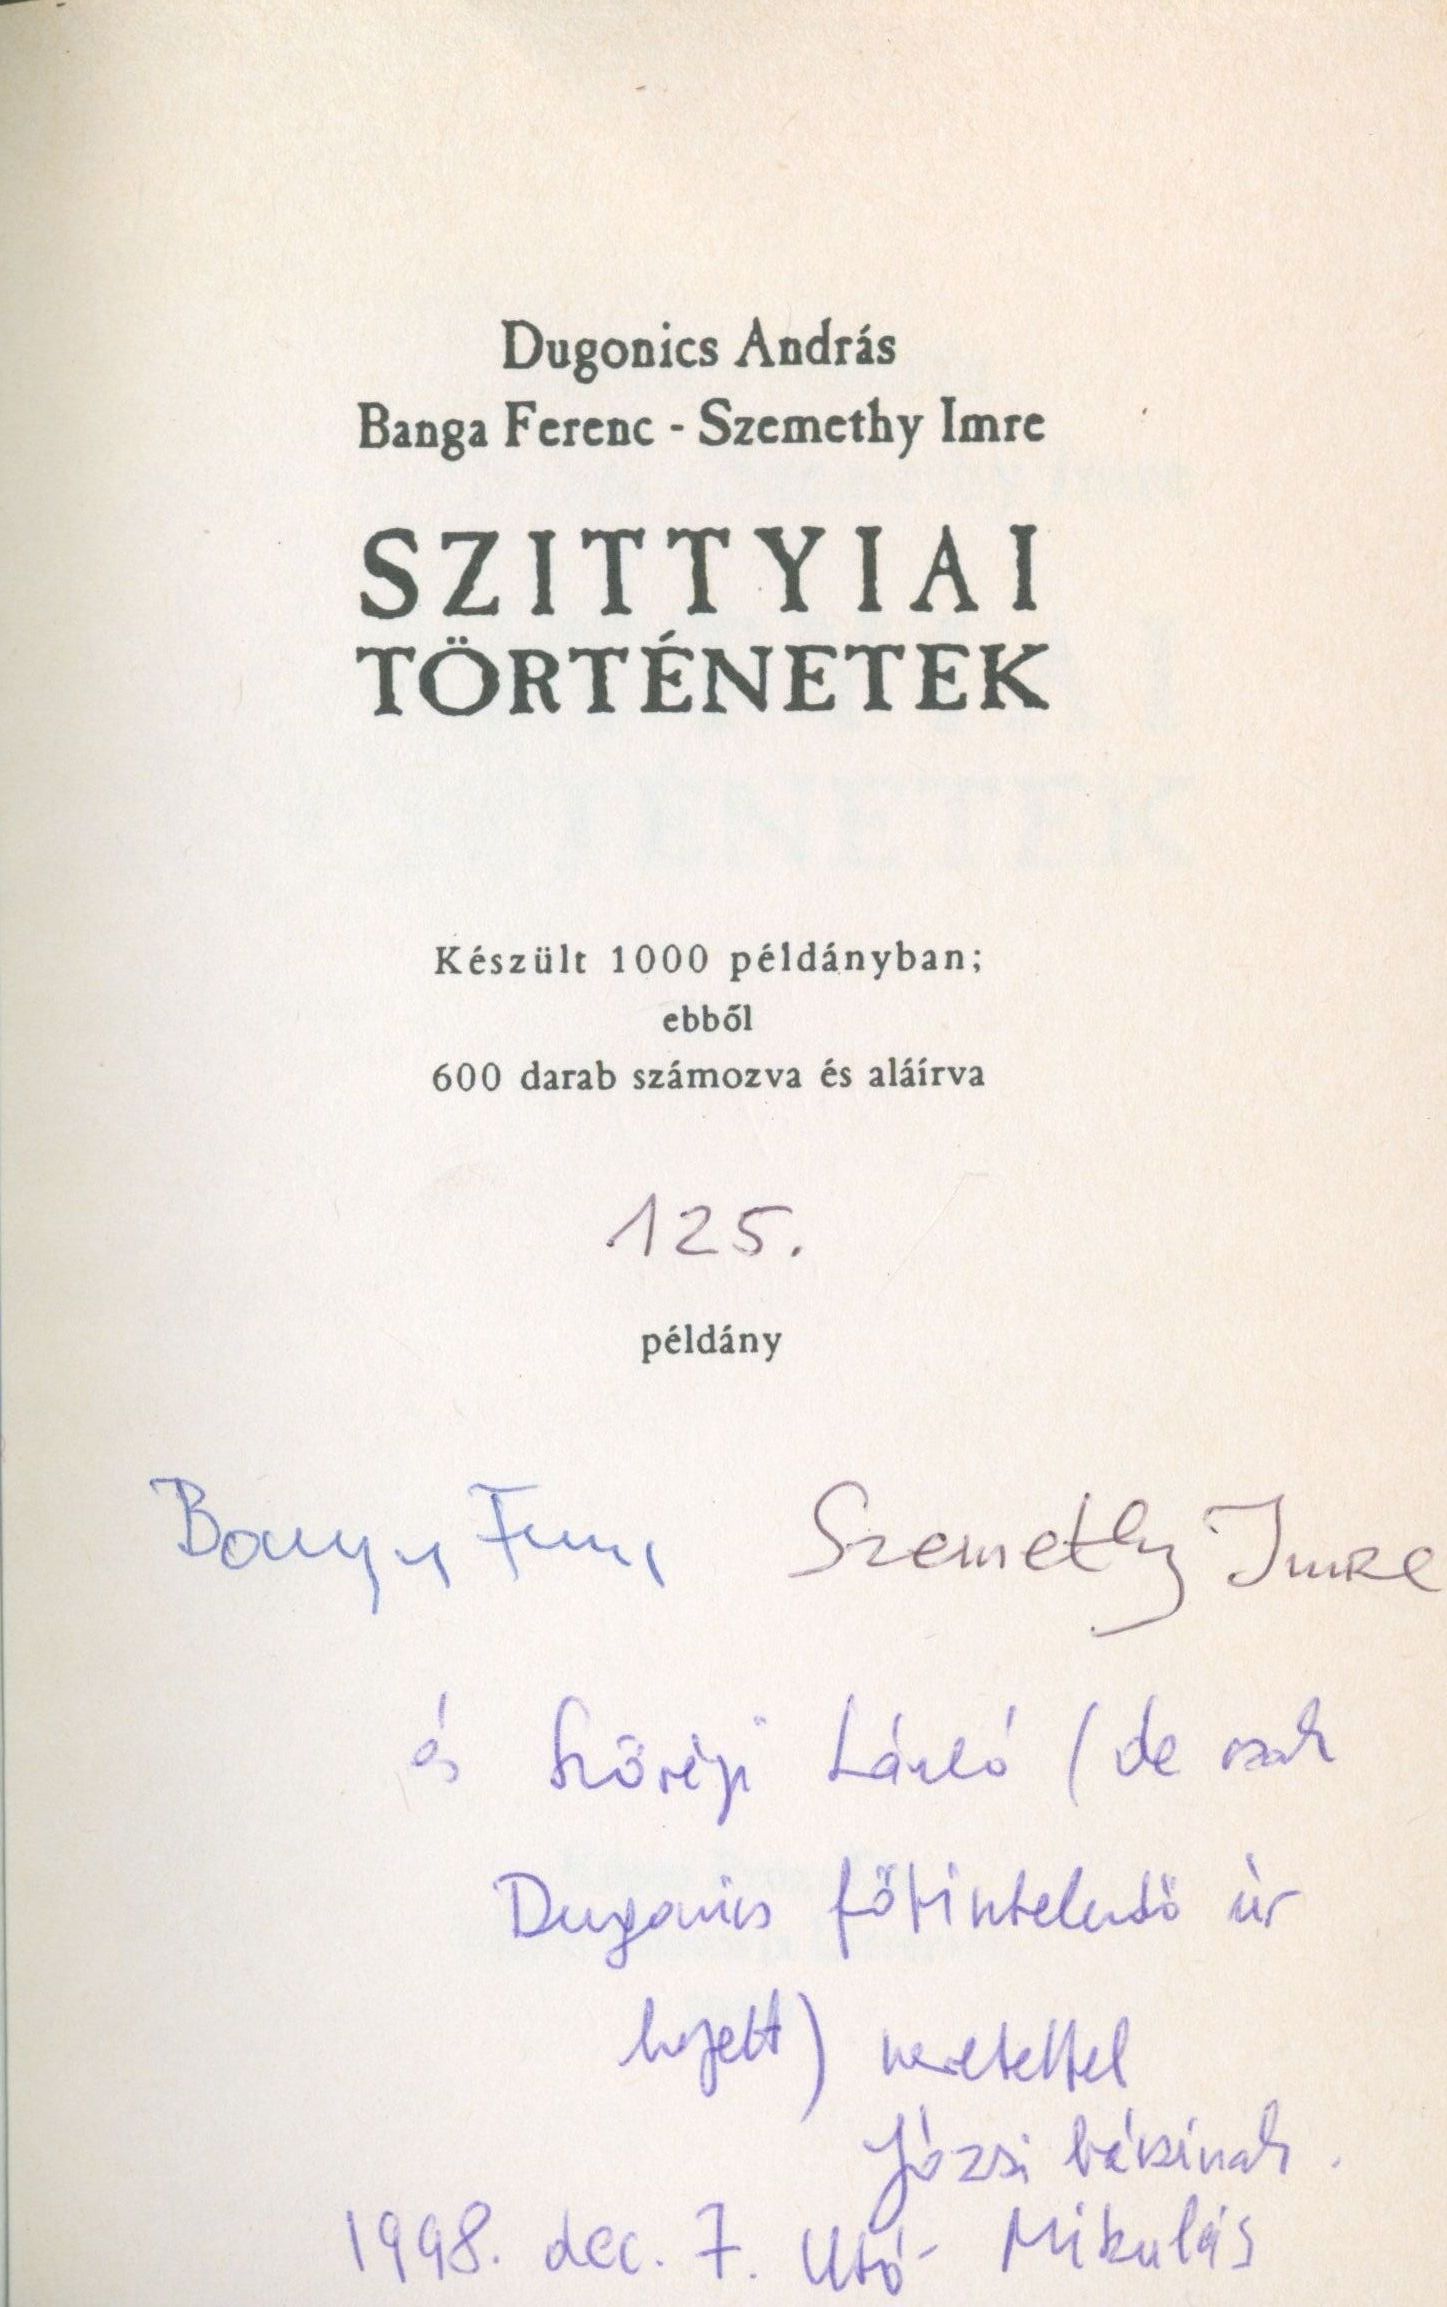 Dugonics András
Banga Ferenc - Szemethy Imre
SZITTYIAI
TÖRTÉNETEK
Készült 1000 példányban;
ebből
600 darab számozva és aláírva
125.
példány
Banga Ferenc Szemethy Imre
és Szörényi László (de csak
Dugonics főtisztelendő úr
helyett) szeretettel
Józsi bácsinak.
1998. dec. 7. Utó-Mikulás